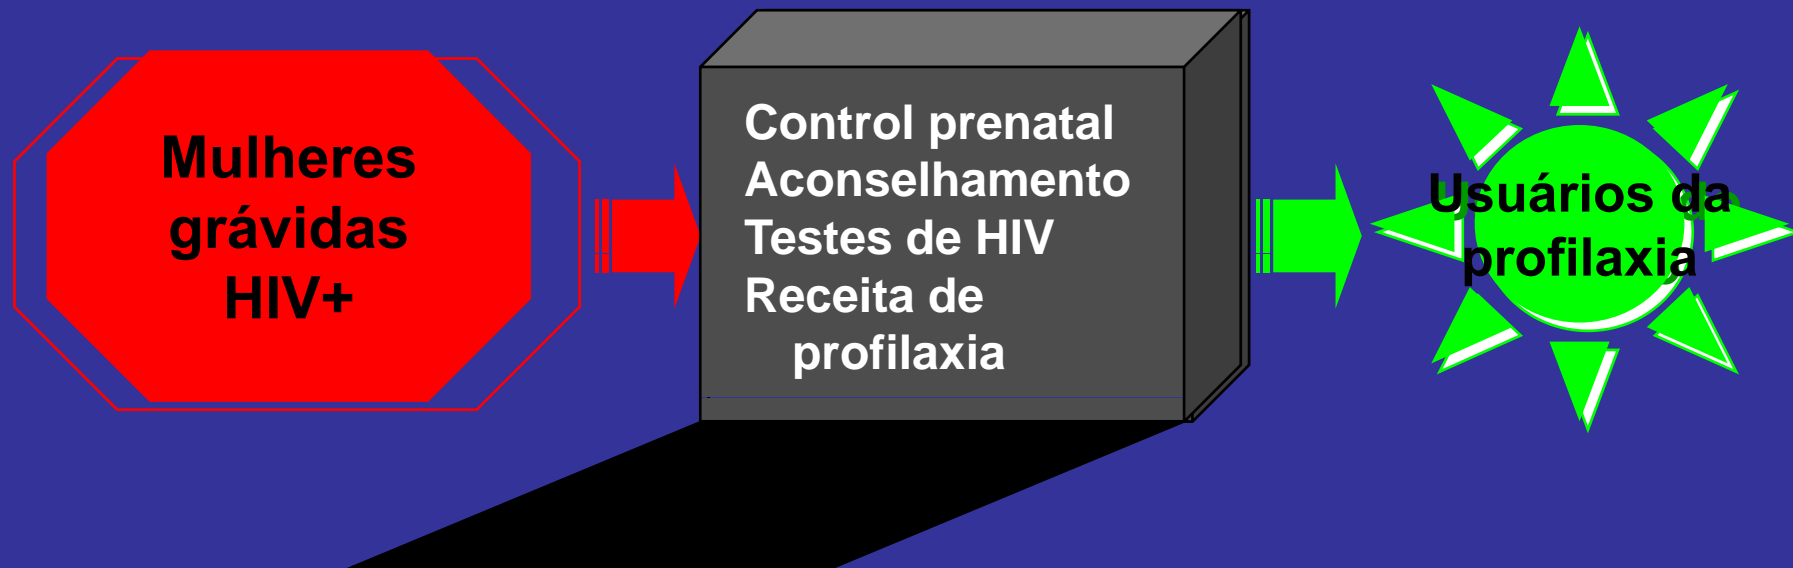 Mulheres
grávidas
HIV+
Control prenatal
Aconselhamento
Testes de HIV
Receita de
profilaxia
Usuários da
profilaxia